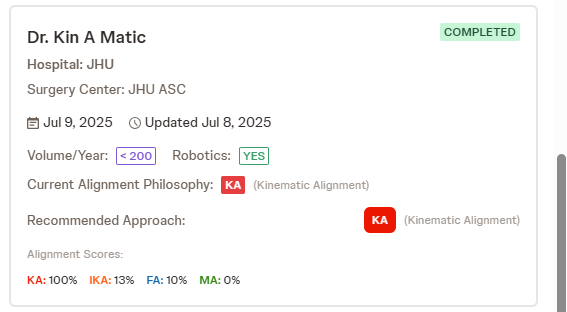 Dr. Kin A Matic
COMPLETED
Hospital: JHU
Surgery Center: JHU ASC
Jul 9, 2025 Updated Jul 8, 2025
Volume/Year: < 200 Robotics: YES
Current Alignment Philosophy: KA (Kinematic Alignment)
Recommended Approach: KA (Kinematic Alignment)
Alignment Scores:
KA: 100% IKA: 13% FA: 10% MA: 0%